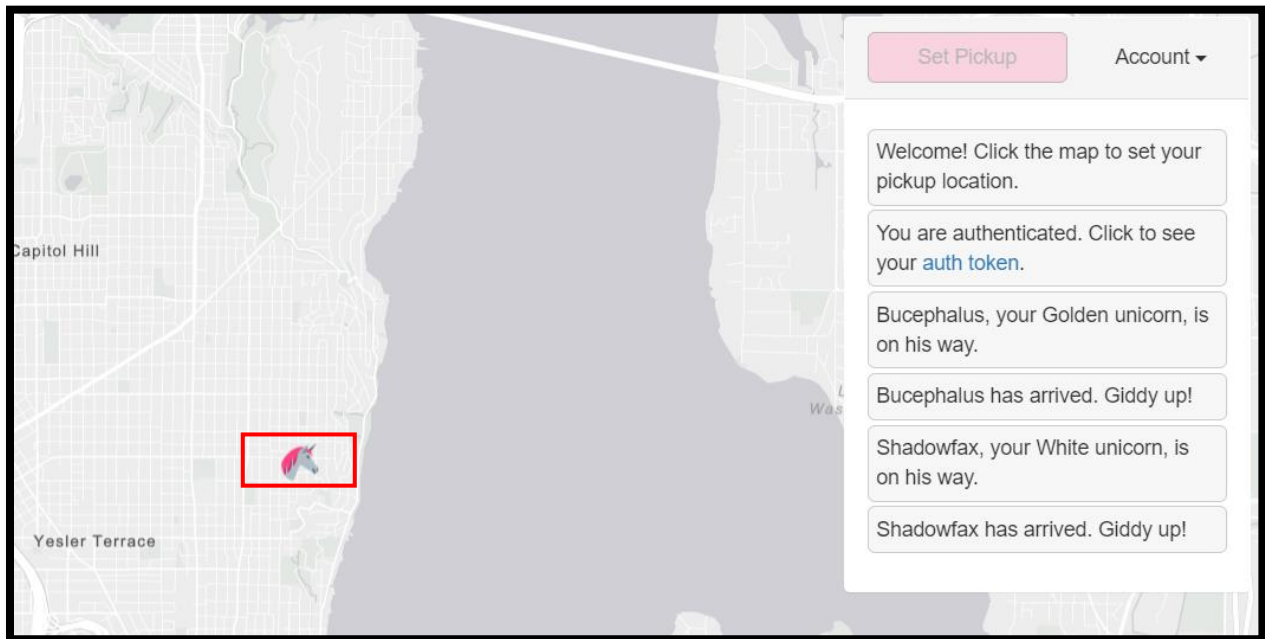 Set Pickup
Account
Welcome! Click the map to set your
pickup location.
You are authenticated. Click to see
your auth token.
Capitol Hill
Bucephalus, your Golden unicorn, is
on his way.
Bucephalus has arrived. Giddy up!
Shadowfax, your White unicorn, is
on his way.
Shadowfax has arrived. Giddy up!
Yesler Terrace